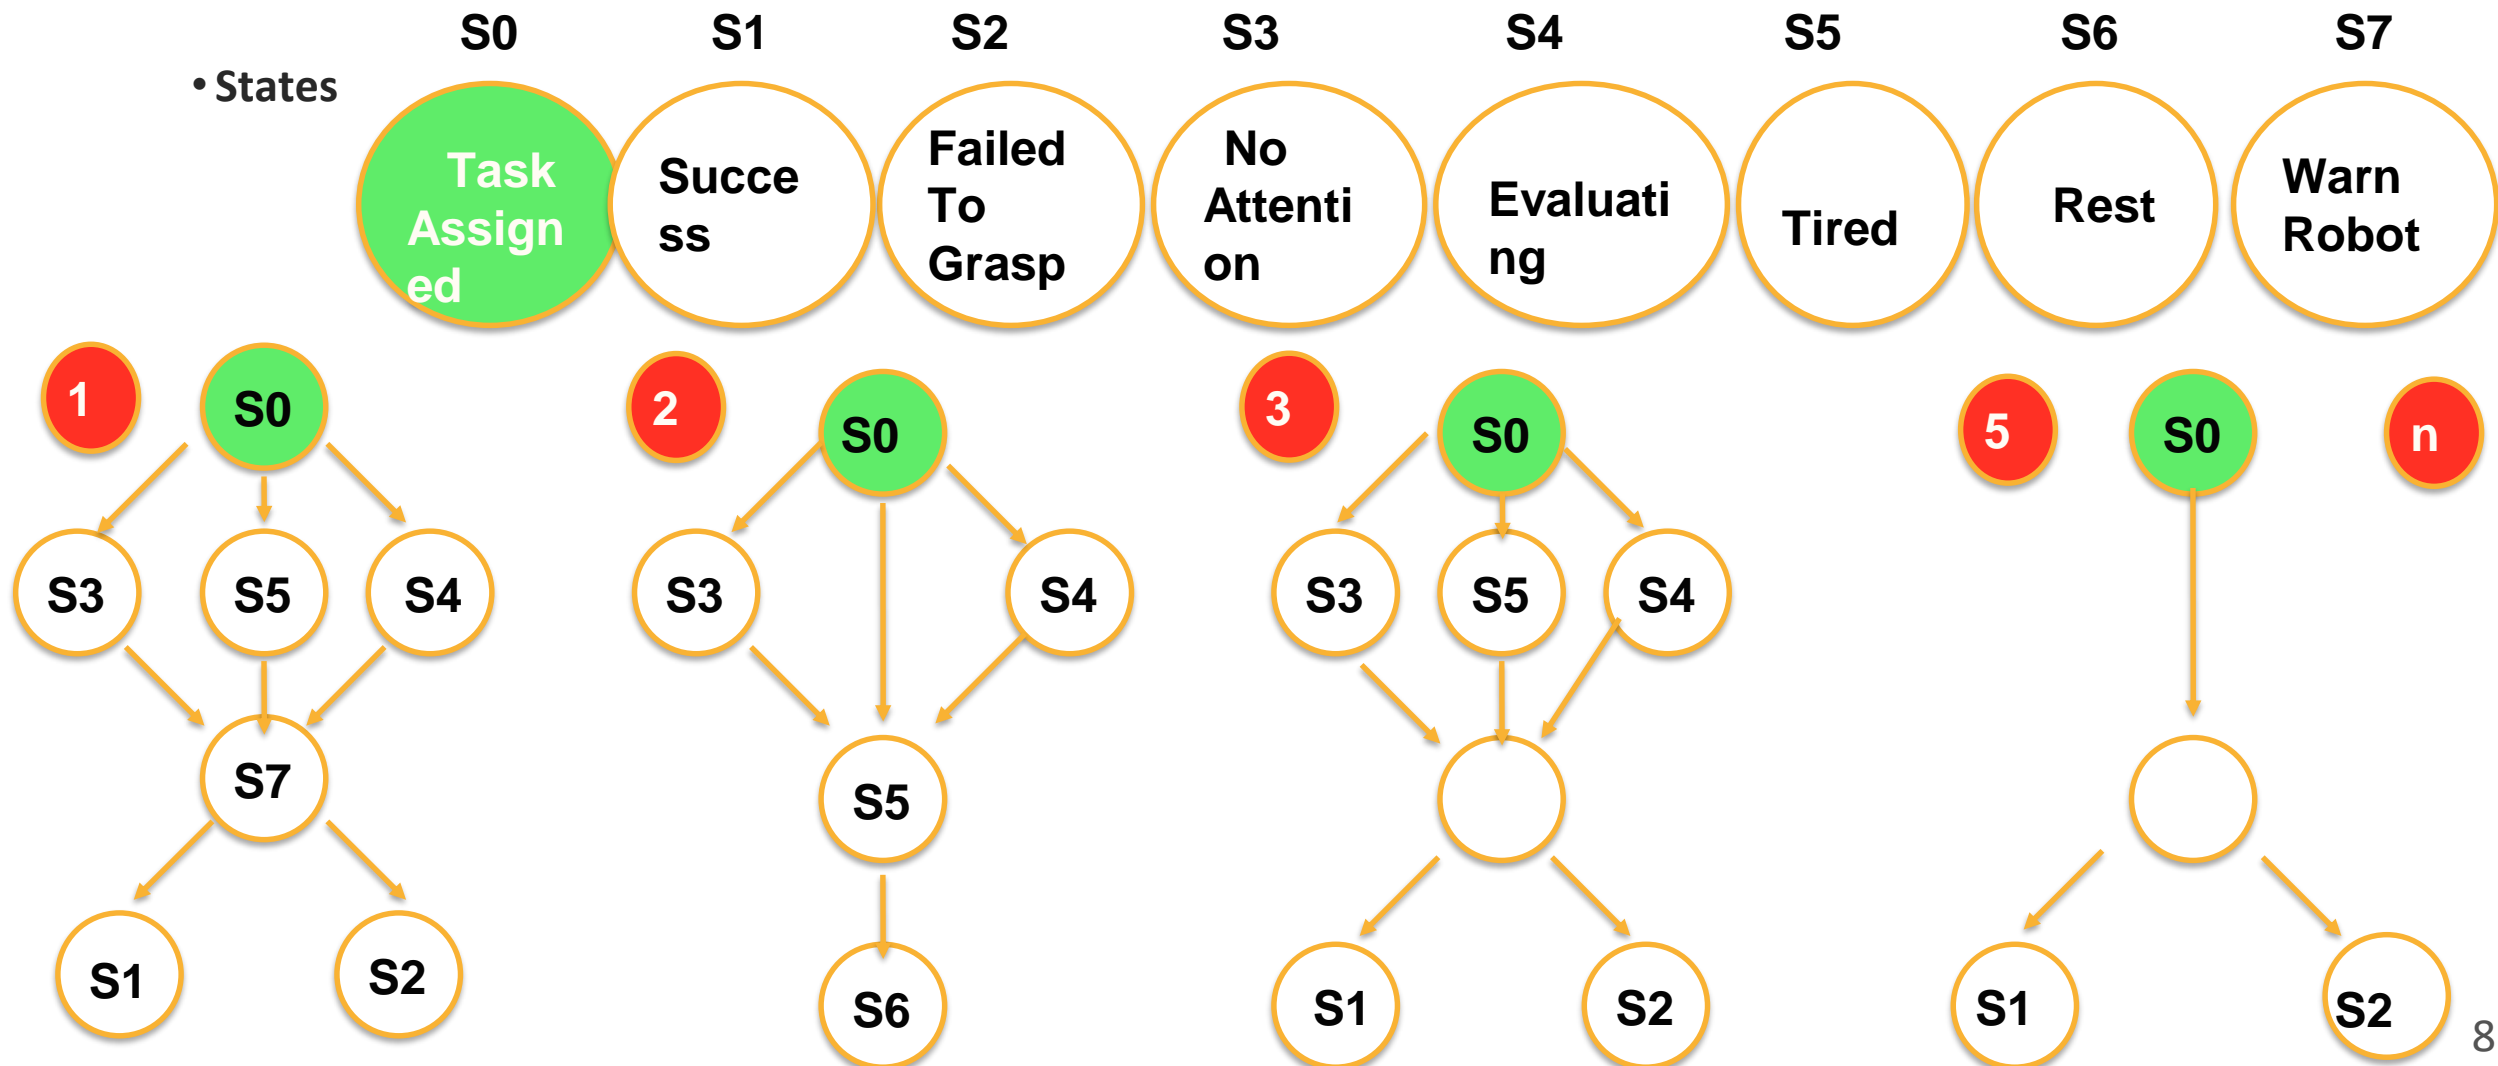 S0 S1 S2 S3 S4 S5 S6 S7
• States
Task
Assign
ed
Succe
ss
Failed
To
Grasp
No
Attenti
on
Evaluati
ng
Tired
Rest
Warn
Robot
1 S0 2 S0 3 S0 5 S0 n
S3 S5 S4 S3 S4 S3 S5 S4
S7 S5
S1 S2 S6 S1 S2 S1 S2
8